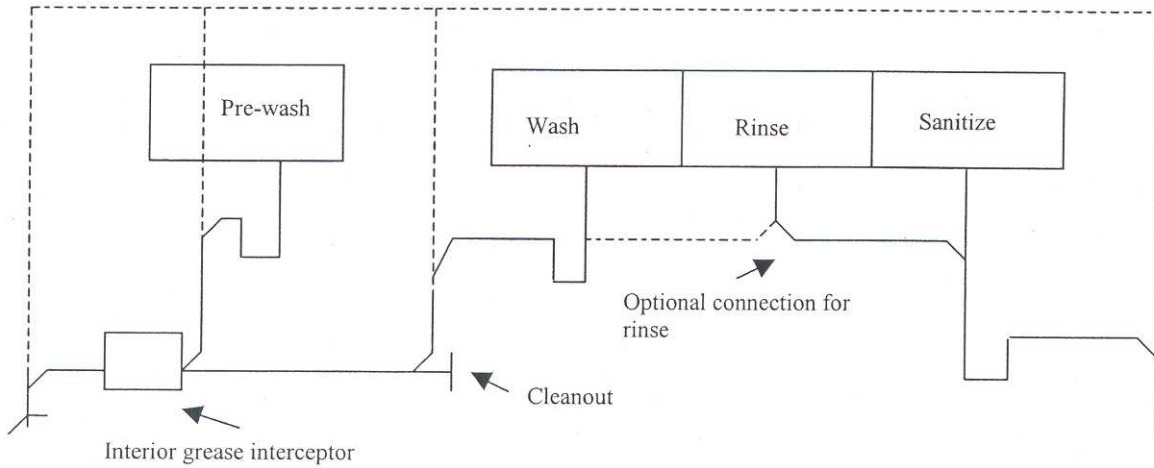 Pre-wash
Wash
Rinse
Sanitize
Optional connection for
rinse
Cleanout
Interior grease interceptor